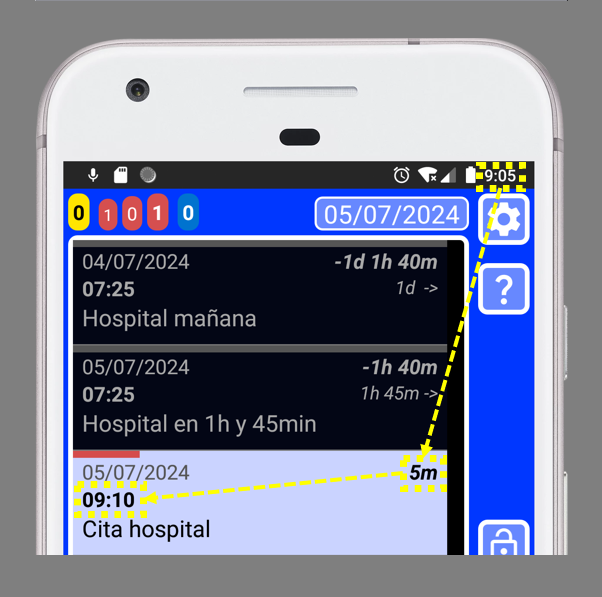 9:05
0 1 0 1 0 05/07/2024
?
04/07/2024 -1d 1h 40m
07:25 1d ->
Hospital mañana
05/07/2024 -1h 40m
07:25 1h 45m ->
Hospital en 1h y 45min
05/07/2024 5m
09:10
Cita hospital